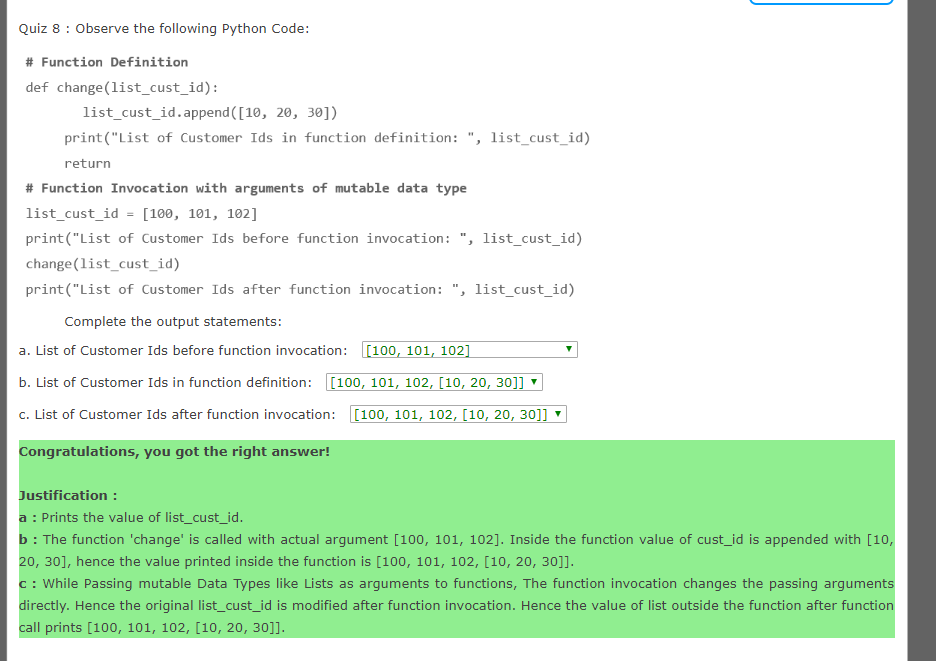 Quiz 8 : Observe the following Python Code:
# Function Definition
def change(list_cust_id):
list_cust_id.append([10, 20, 30])
print("List of Customer Ids in function definition: ", list_cust_id)
return
# Function Invocation with arguments of mutable data type
list_cust_id = [100, 101, 102]
print("List of Customer Ids before function invocation: ", list_cust_id)
change(list_cust_id)
print("List of Customer Ids after function invocation: ", list_cust_id)
Complete the output statements:
a. List of Customer Ids before function invocation: [100, 101, 102]
b. List of Customer Ids in function definition: [100, 101, 102, [10, 20, 30]]
c. List of Customer Ids after function invocation: [100, 101, 102, [10, 20, 30]]
Congratulations, you got the right answer!
Justification :
a : Prints the value of list_cust_id.
b : The function 'change' is called with actual argument [100, 101, 102]. Inside the function value of cust_id is appended with [10,
20, 30], hence the value printed inside the function is [100, 101, 102, [10, 20, 30]].
c : While Passing mutable Data Types like Lists as arguments to functions, The function invocation changes the passing arguments
directly. Hence the original list_cust_id is modified after function invocation. Hence the value of list outside the function after function
call prints [100, 101, 102, [10, 20, 30]].